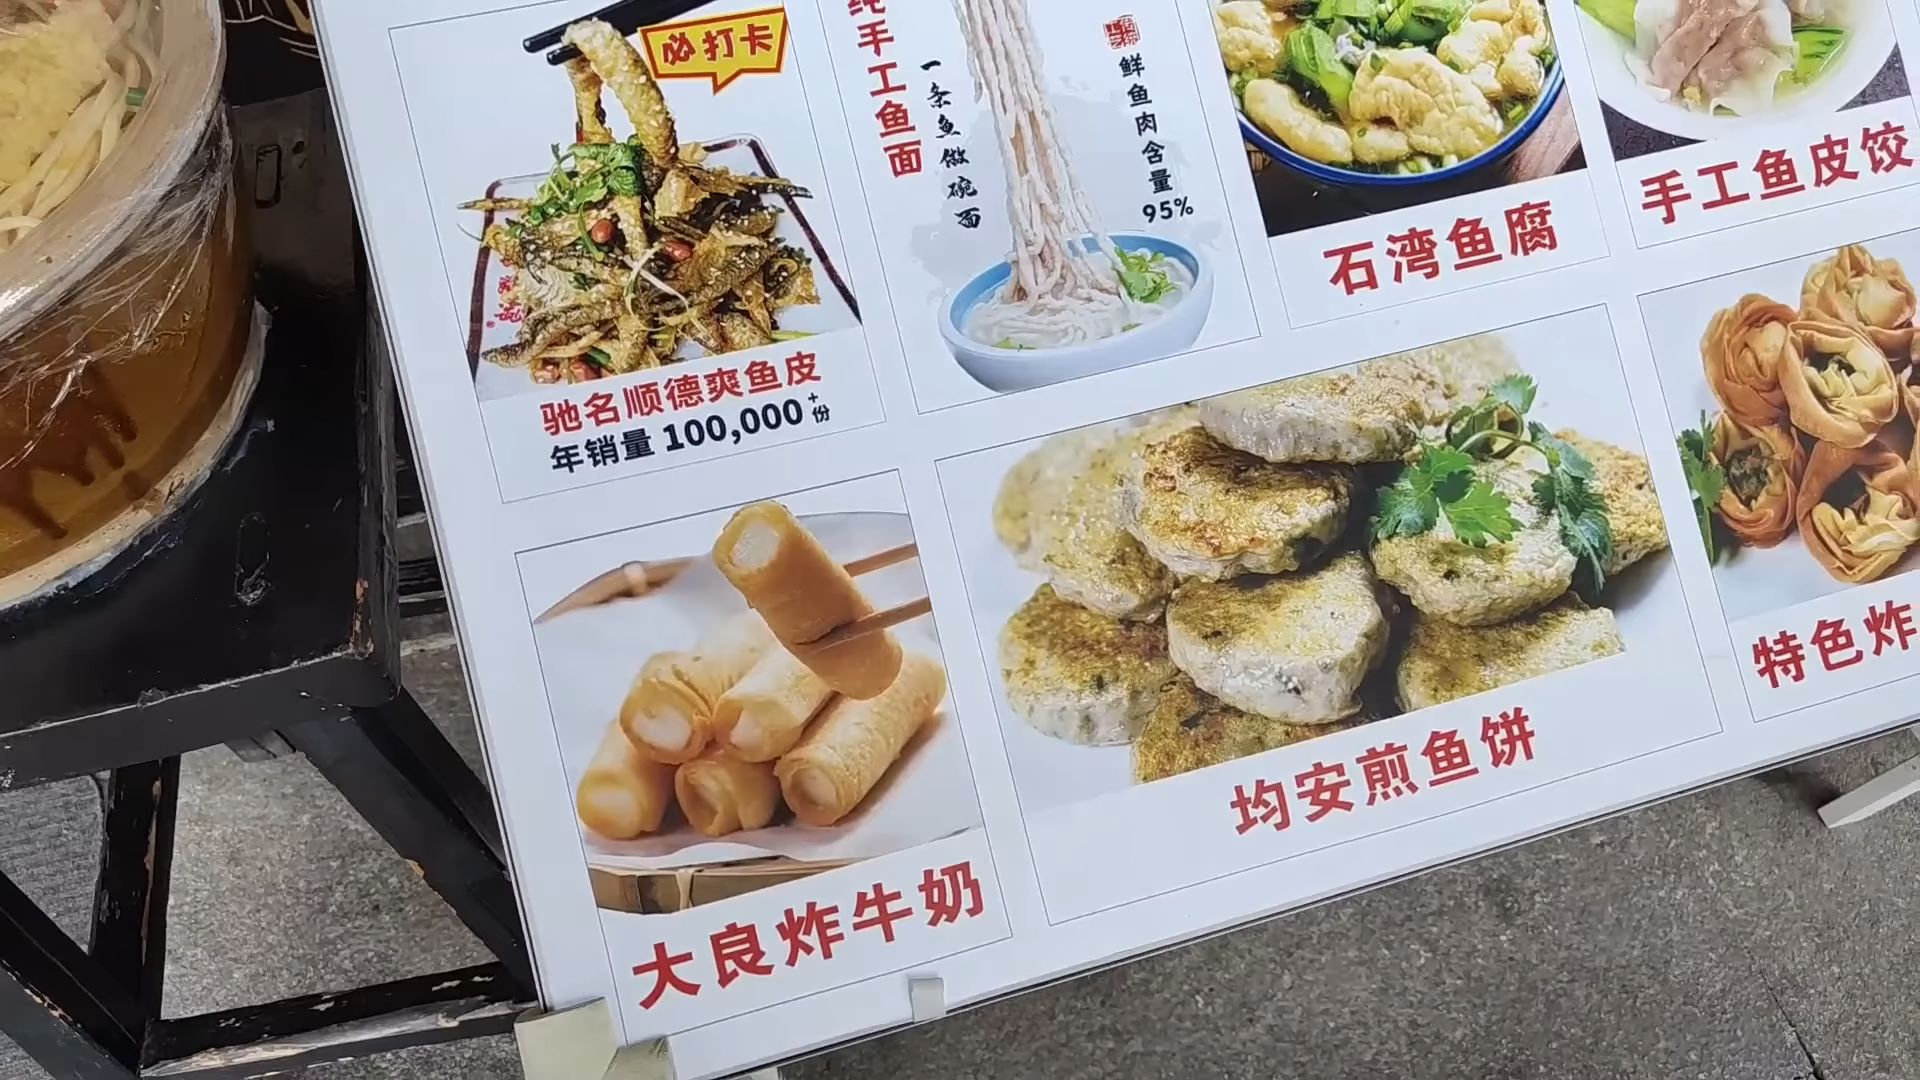 必打卡
驰名顺德爽鱼皮
年销量 100,000⁺份
纯手工鱼面
一条鱼做碗面
鲜鱼肉含量95%
石湾鱼腐
手工鱼皮饺
大良炸牛奶
均安煎鱼饼
特色炸